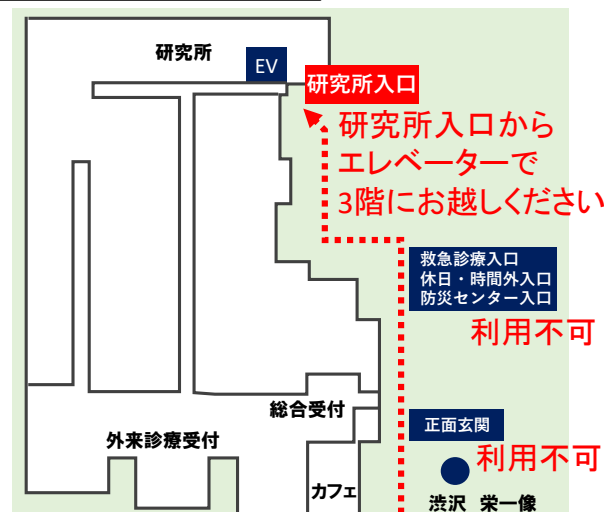 研究所
EV
研究所入口
研究所入口から
エレベーターで
3階にお越しください
救急診療入口
休日・時間外入口
防災センター入口
利用不可
総合受付
正面玄関
外来診療受付
利用不可
カフェ
渋沢 栄一像